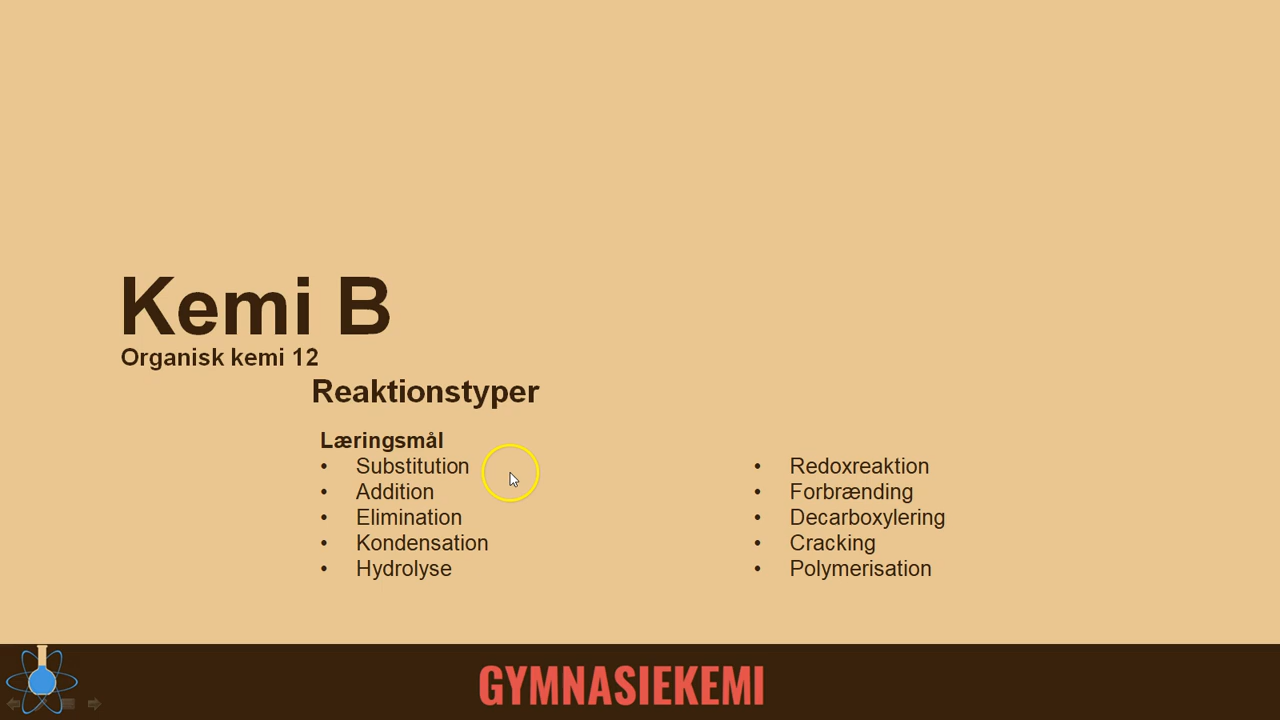 Kemi B
Organisk kemi 12
Reaktionstyper
Læringsmål
• Substitution
• Addition
• Elimination
• Kondensation
• Hydrolyse
• Redoxreaktion
• Forbrænding
• Decarboxylering
• Cracking
• Polymerisation
GYMNASIEKEMI